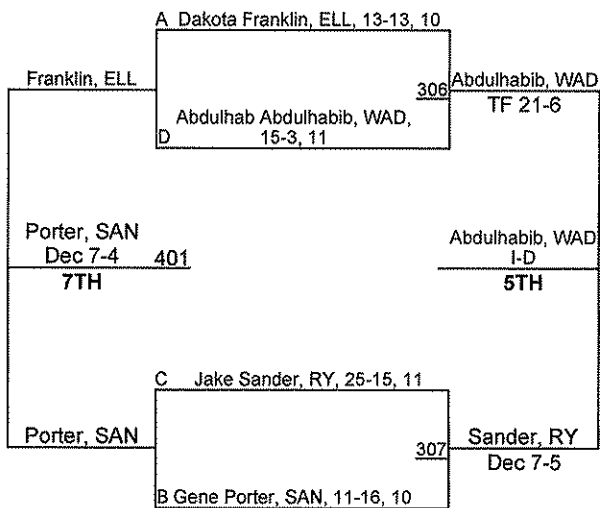 A Dakota Franklin, ELL, 13-13, 10
Franklin, ELL
306
Abdulhabib, WAD
TF 21-6
Abdulhab Abdulhabib, WAD,
D
15-3, 11
Porter, SAN
Dec 7-4
401
7TH
Abdulhabib, WAD
I-D
5TH
C Jake Sander, RY, 25-15, 11
Porter, SAN
307
Sander, RY
Dec 7-5
B Gene Porter, SAN, 11-16, 10